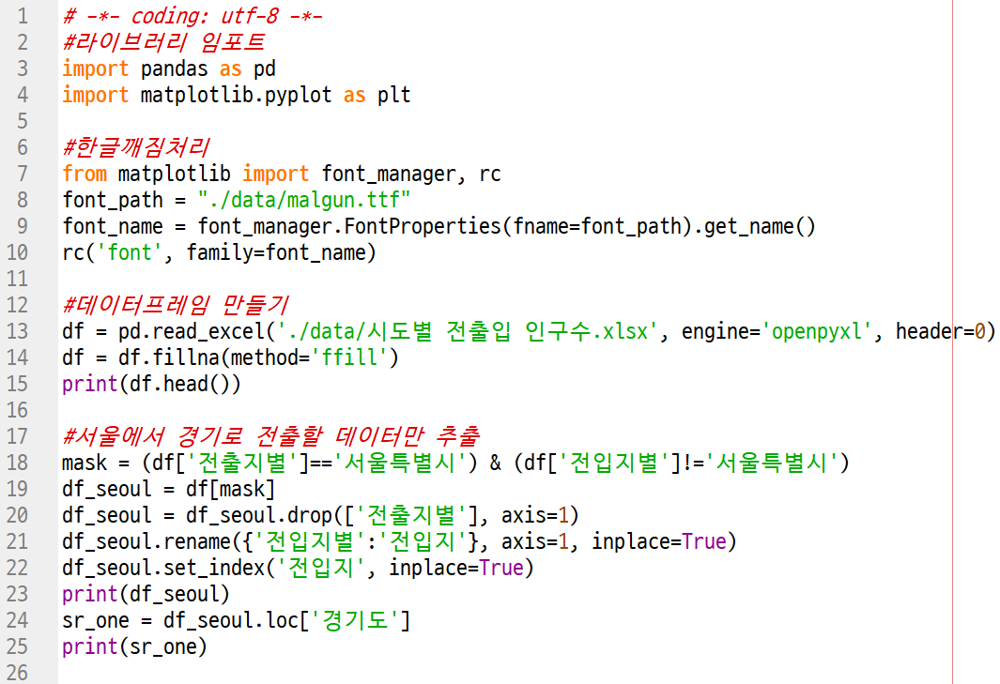 1 # -*- coding: utf-8 -*-
2 #라이브러리 임포트
3 import pandas as pd
4 import matplotlib.pyplot as plt
5
6 #한글깨짐처리
7 from matplotlib import font_manager, rc
8 font_path = "./data/malgun.ttf"
9 font_name = font_manager.FontProperties(fname=font_path).get_name()
10 rc('font', family=font_name)
11
12 #데이터프레임 만들기
13 df = pd.read_excel('./data/시도별 전출입 인구수.xlsx', engine='openpyxl', header=0)
14 df = df.fillna(method='ffill')
15 print(df.head())
16
17 #서울에서 경기로 전출할 데이터만 추출
18 mask = (df['전출지별']=='서울특별시') & (df['전입지별']!='서울특별시')
19 df_seoul = df[mask]
20 df_seoul = df_seoul.drop(['전출지별'], axis=1)
21 df_seoul.rename({'전입지별':'전입지'}, axis=1, inplace=True)
22 df_seoul.set_index('전입지', inplace=True)
23 print(df_seoul)
24 sr_one = df_seoul.loc['경기도']
25 print(sr_one)
26